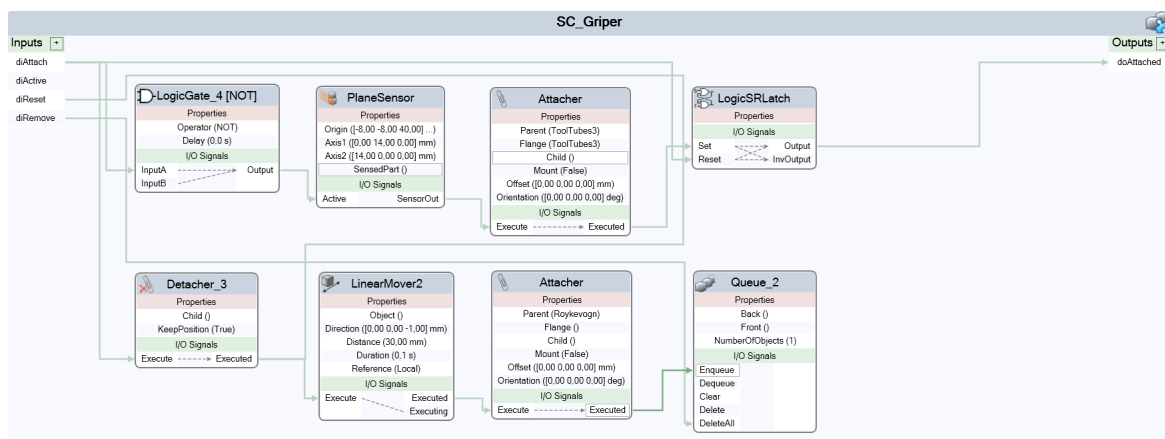 SC_Griper
Inputs +
Outputs +
diAttach
diActive
diReset
diRemove
doAttached
LogicGate_4 [NOT]
Properties
Operator (NOT)
Delay (0,0 s)
I/O Signals
InputA Output
InputB
PlaneSensor
Properties
Origin ([-8,00 -8,00 40,00] ...)
Axis1 ([0,00 14,00 0,00] mm)
Axis2 ([14,00 0,00 0,00] mm)
SensedPart ()
I/O Signals
Active SensorOut
Attacher
Properties
Parent (ToolTubes3)
Flange (ToolTubes3)
Child ()
Mount (False)
Offset ([0,00 0,00 0,00] mm)
Orientation ([0,00 0,00 0,00] deg)
I/O Signals
Execute Executed
LogicSRLatch
Properties
I/O Signals
Set Output
Reset InvOutput
Detacher_3
Properties
Child ()
KeepPosition (True)
I/O Signals
Execute Executed
LinearMover2
Properties
Object ()
Direction ([0,00 0,00 -1,00] mm)
Distance (30,00 mm)
Duration (0,1 s)
Reference (Local)
I/O Signals
Execute Executed
Executing
Attacher
Properties
Parent (Roykevogn)
Flange ()
Child ()
Mount (False)
Offset ([0,00 0,00 0,00] mm)
Orientation ([0,00 0,00 0,00] deg)
I/O Signals
Execute Executed
Queue_2
Properties
Back ()
Front ()
NumberOfObjects (1)
I/O Signals
Enqueue
Dequeue
Clear
Delete
DeleteAll